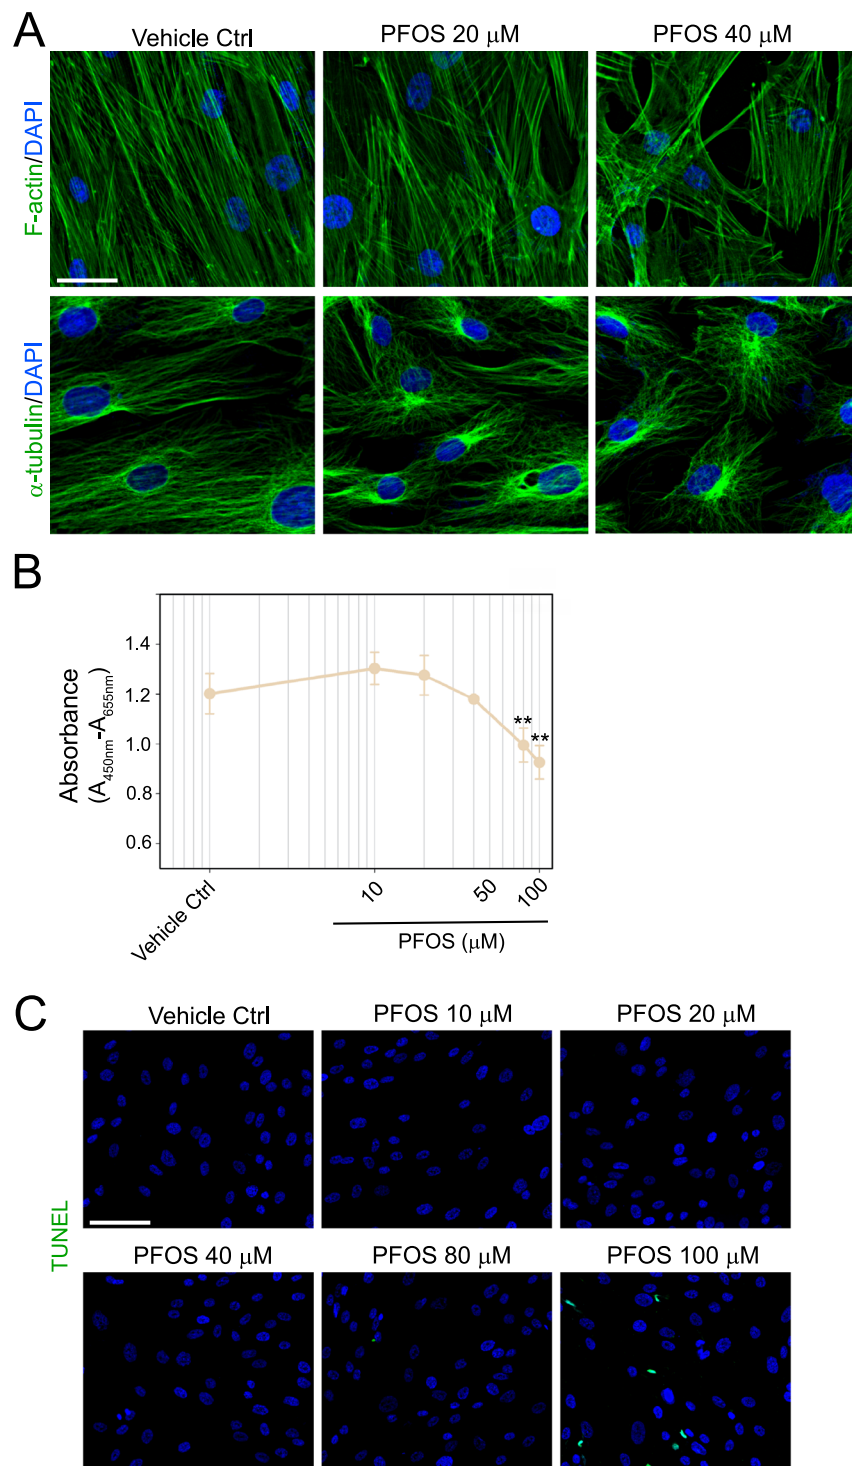 A
Vehicle Ctrl
PFOS 20 μM
PFOS 40 μM
F-actin/DAPI
α-tubulin/DAPI
B
Absorbance
(A450nm-A655nm)
1.4
1.2
1.0
0.8
0.6
**
**
Vehicle Ctrl
10
50
100
PFOS (μM)
C
Vehicle Ctrl
PFOS 10 μM
PFOS 20 μM
TUNEL
PFOS 40 μM
PFOS 80 μM
PFOS 100 μM